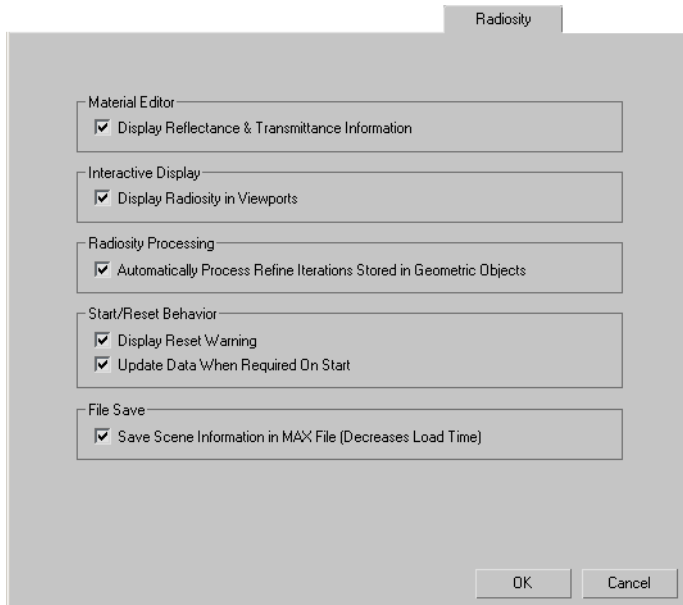 Radiosity
Material Editor
Display Reflectance & Transmittance Information
Interactive Display
Display Radiosity in Viewports
Radiosity Processing
Automatically Process Refine Iterations Stored in Geometric Objects
Start/Reset Behavior
Display Reset Warning
Update Data When Required On Start
File Save
Save Scene Information in MAX File (Decreases Load Time)
OK Cancel